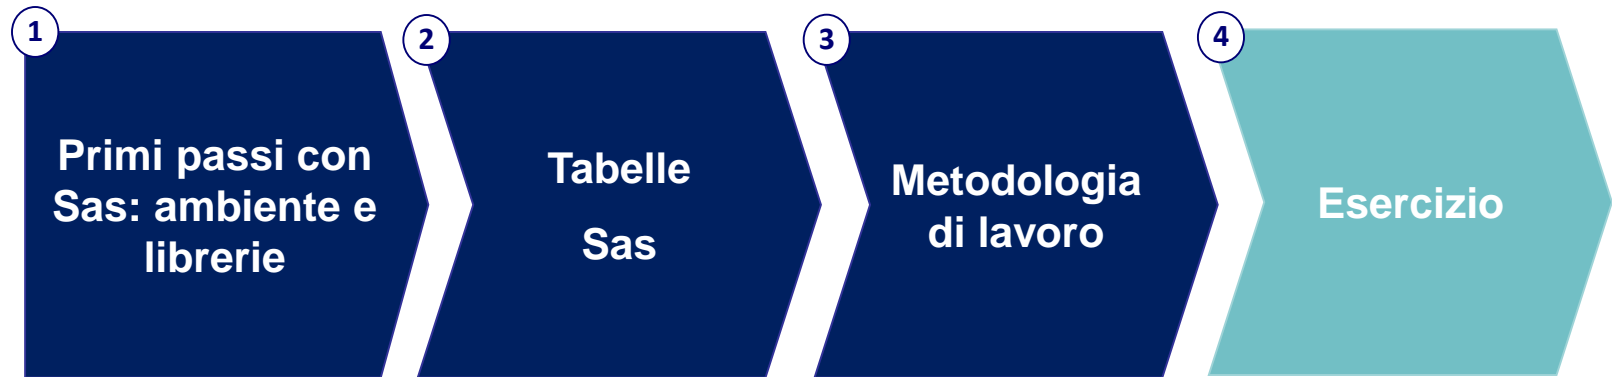 1
Primi passi con
Sas: ambiente e
librerie
2
Tabelle
Sas
3
Metodologia
di lavoro
4
Esercizio